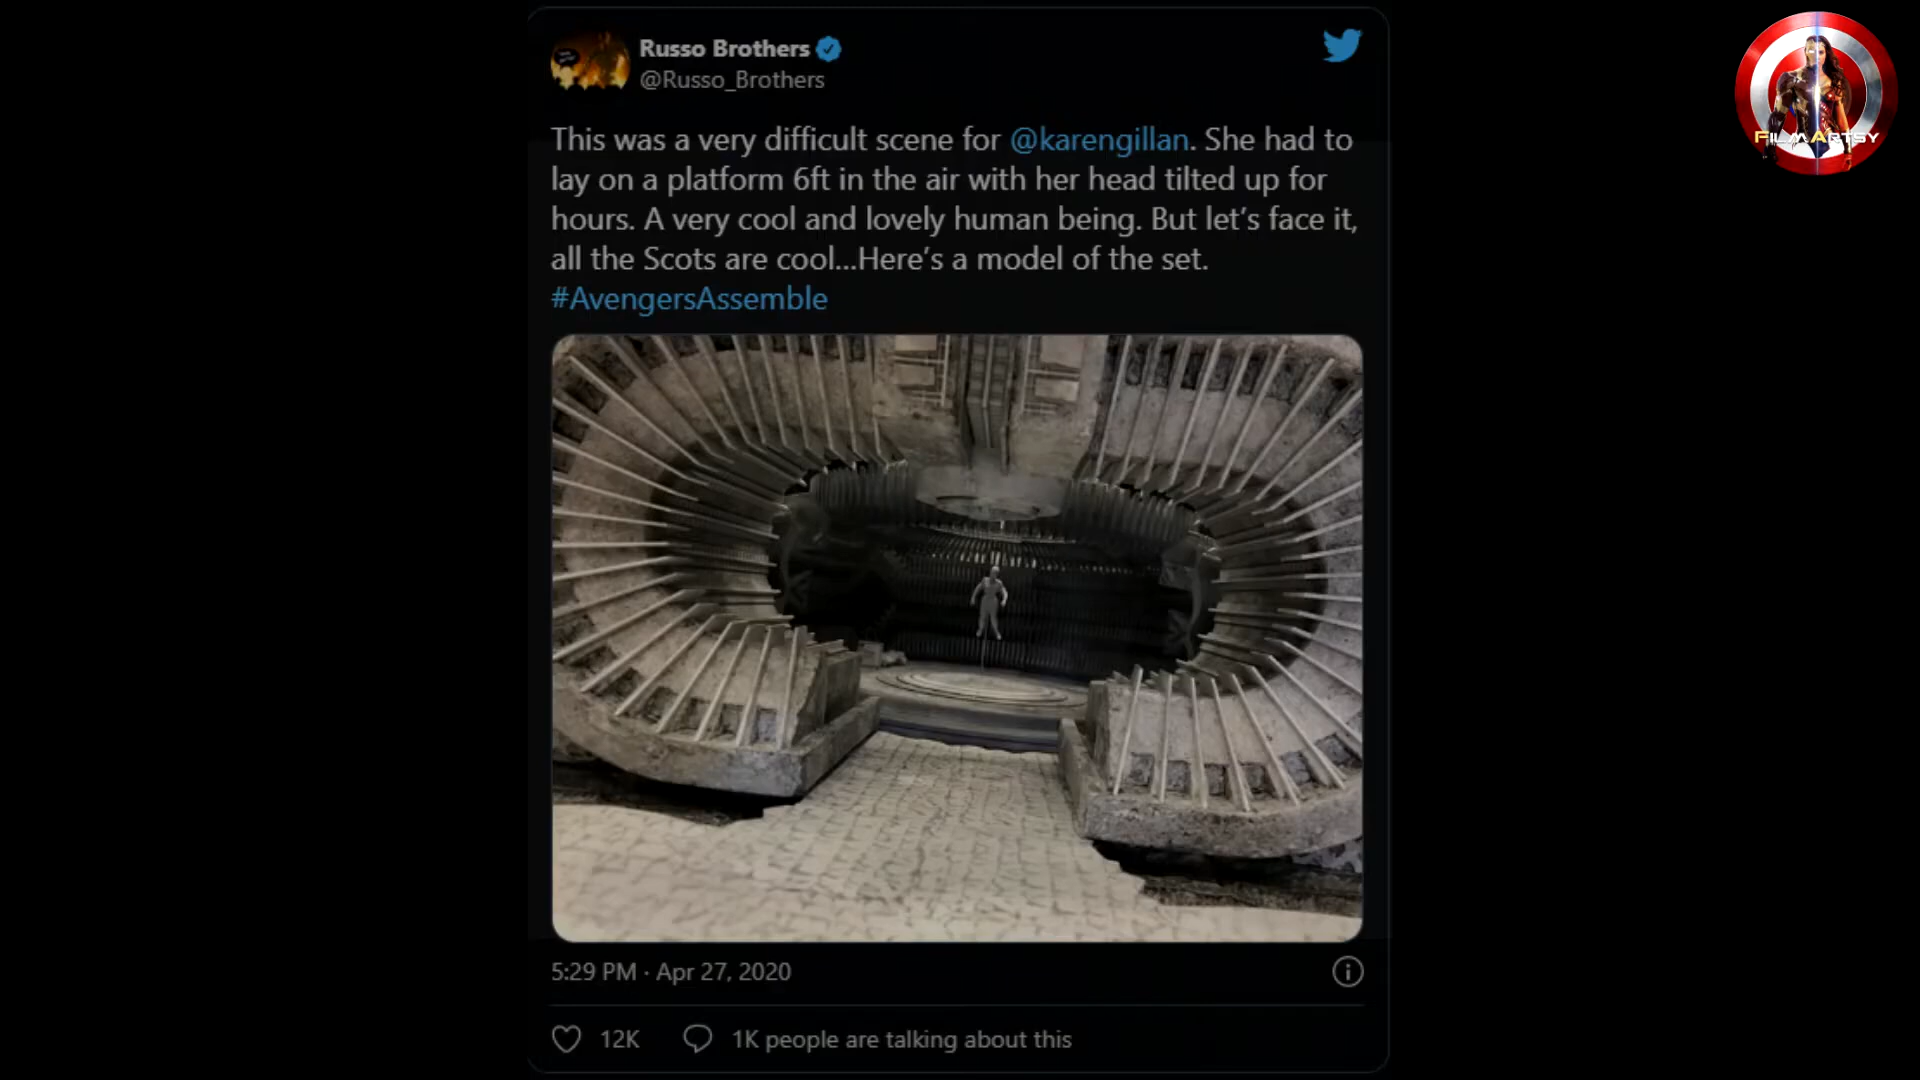 Russo Brothers
@Russo_Brothers
This was a very difficult scene for @karengillan. She had to
lay on a platform 6ft in the air with her head tilted up for
hours. A very cool and lovely human being. But let's face it,
all the Scots are cool...Here's a model of the set.
#AvengersAssemble
5:29 PM · Apr 27, 2020
12K
1K people are talking about this
FILMARTSY